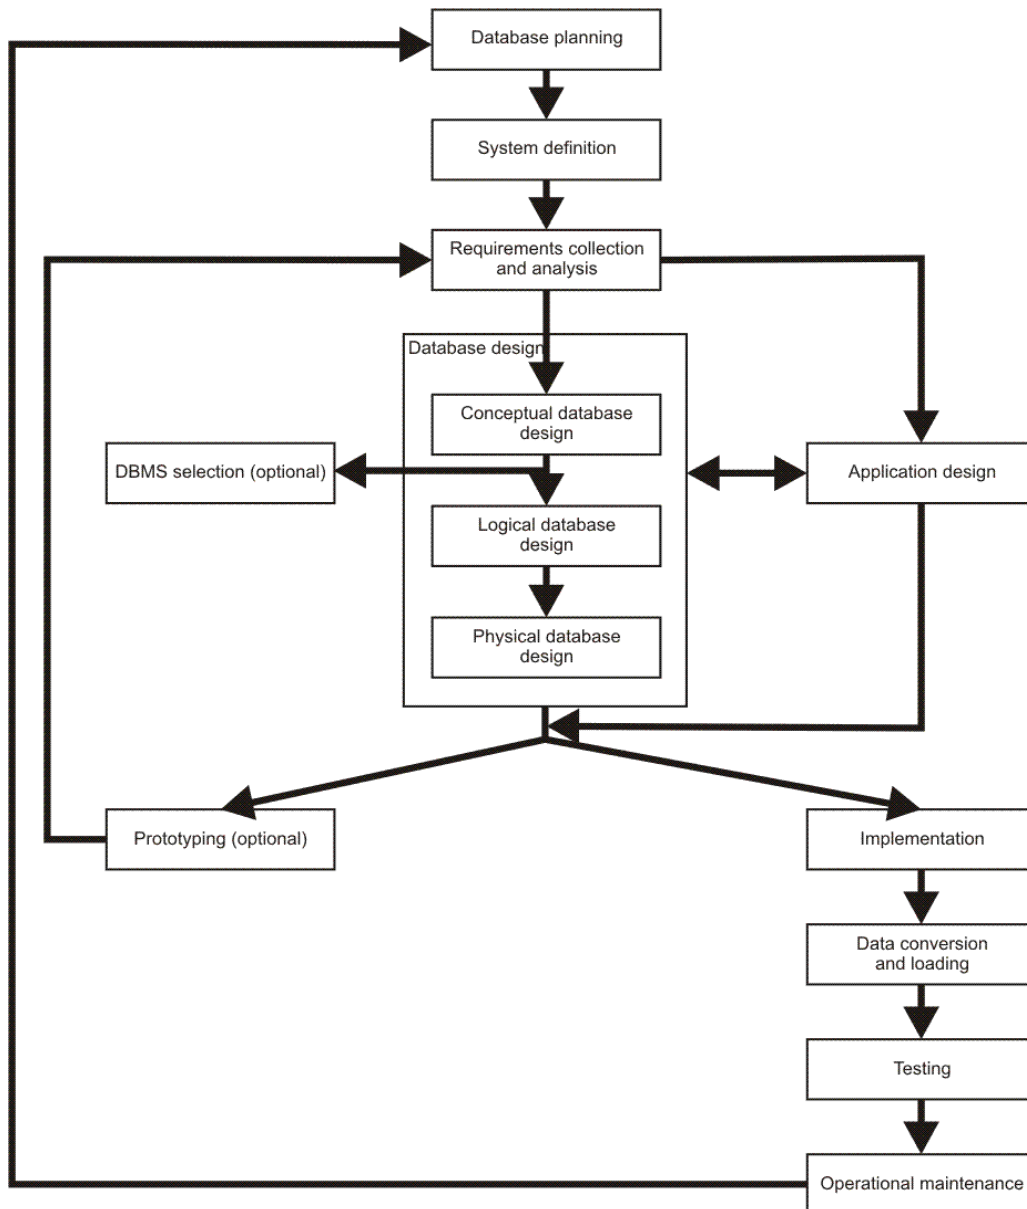 Database planning
System definition
Requirements collection
and analysis
Database design
Conceptual database
design
DBMS selection (optional)
Application design
Logical database
design
Physical database
design
Prototyping (optional)
Implementation
Data conversion
and loading
Testing
Operational maintenance